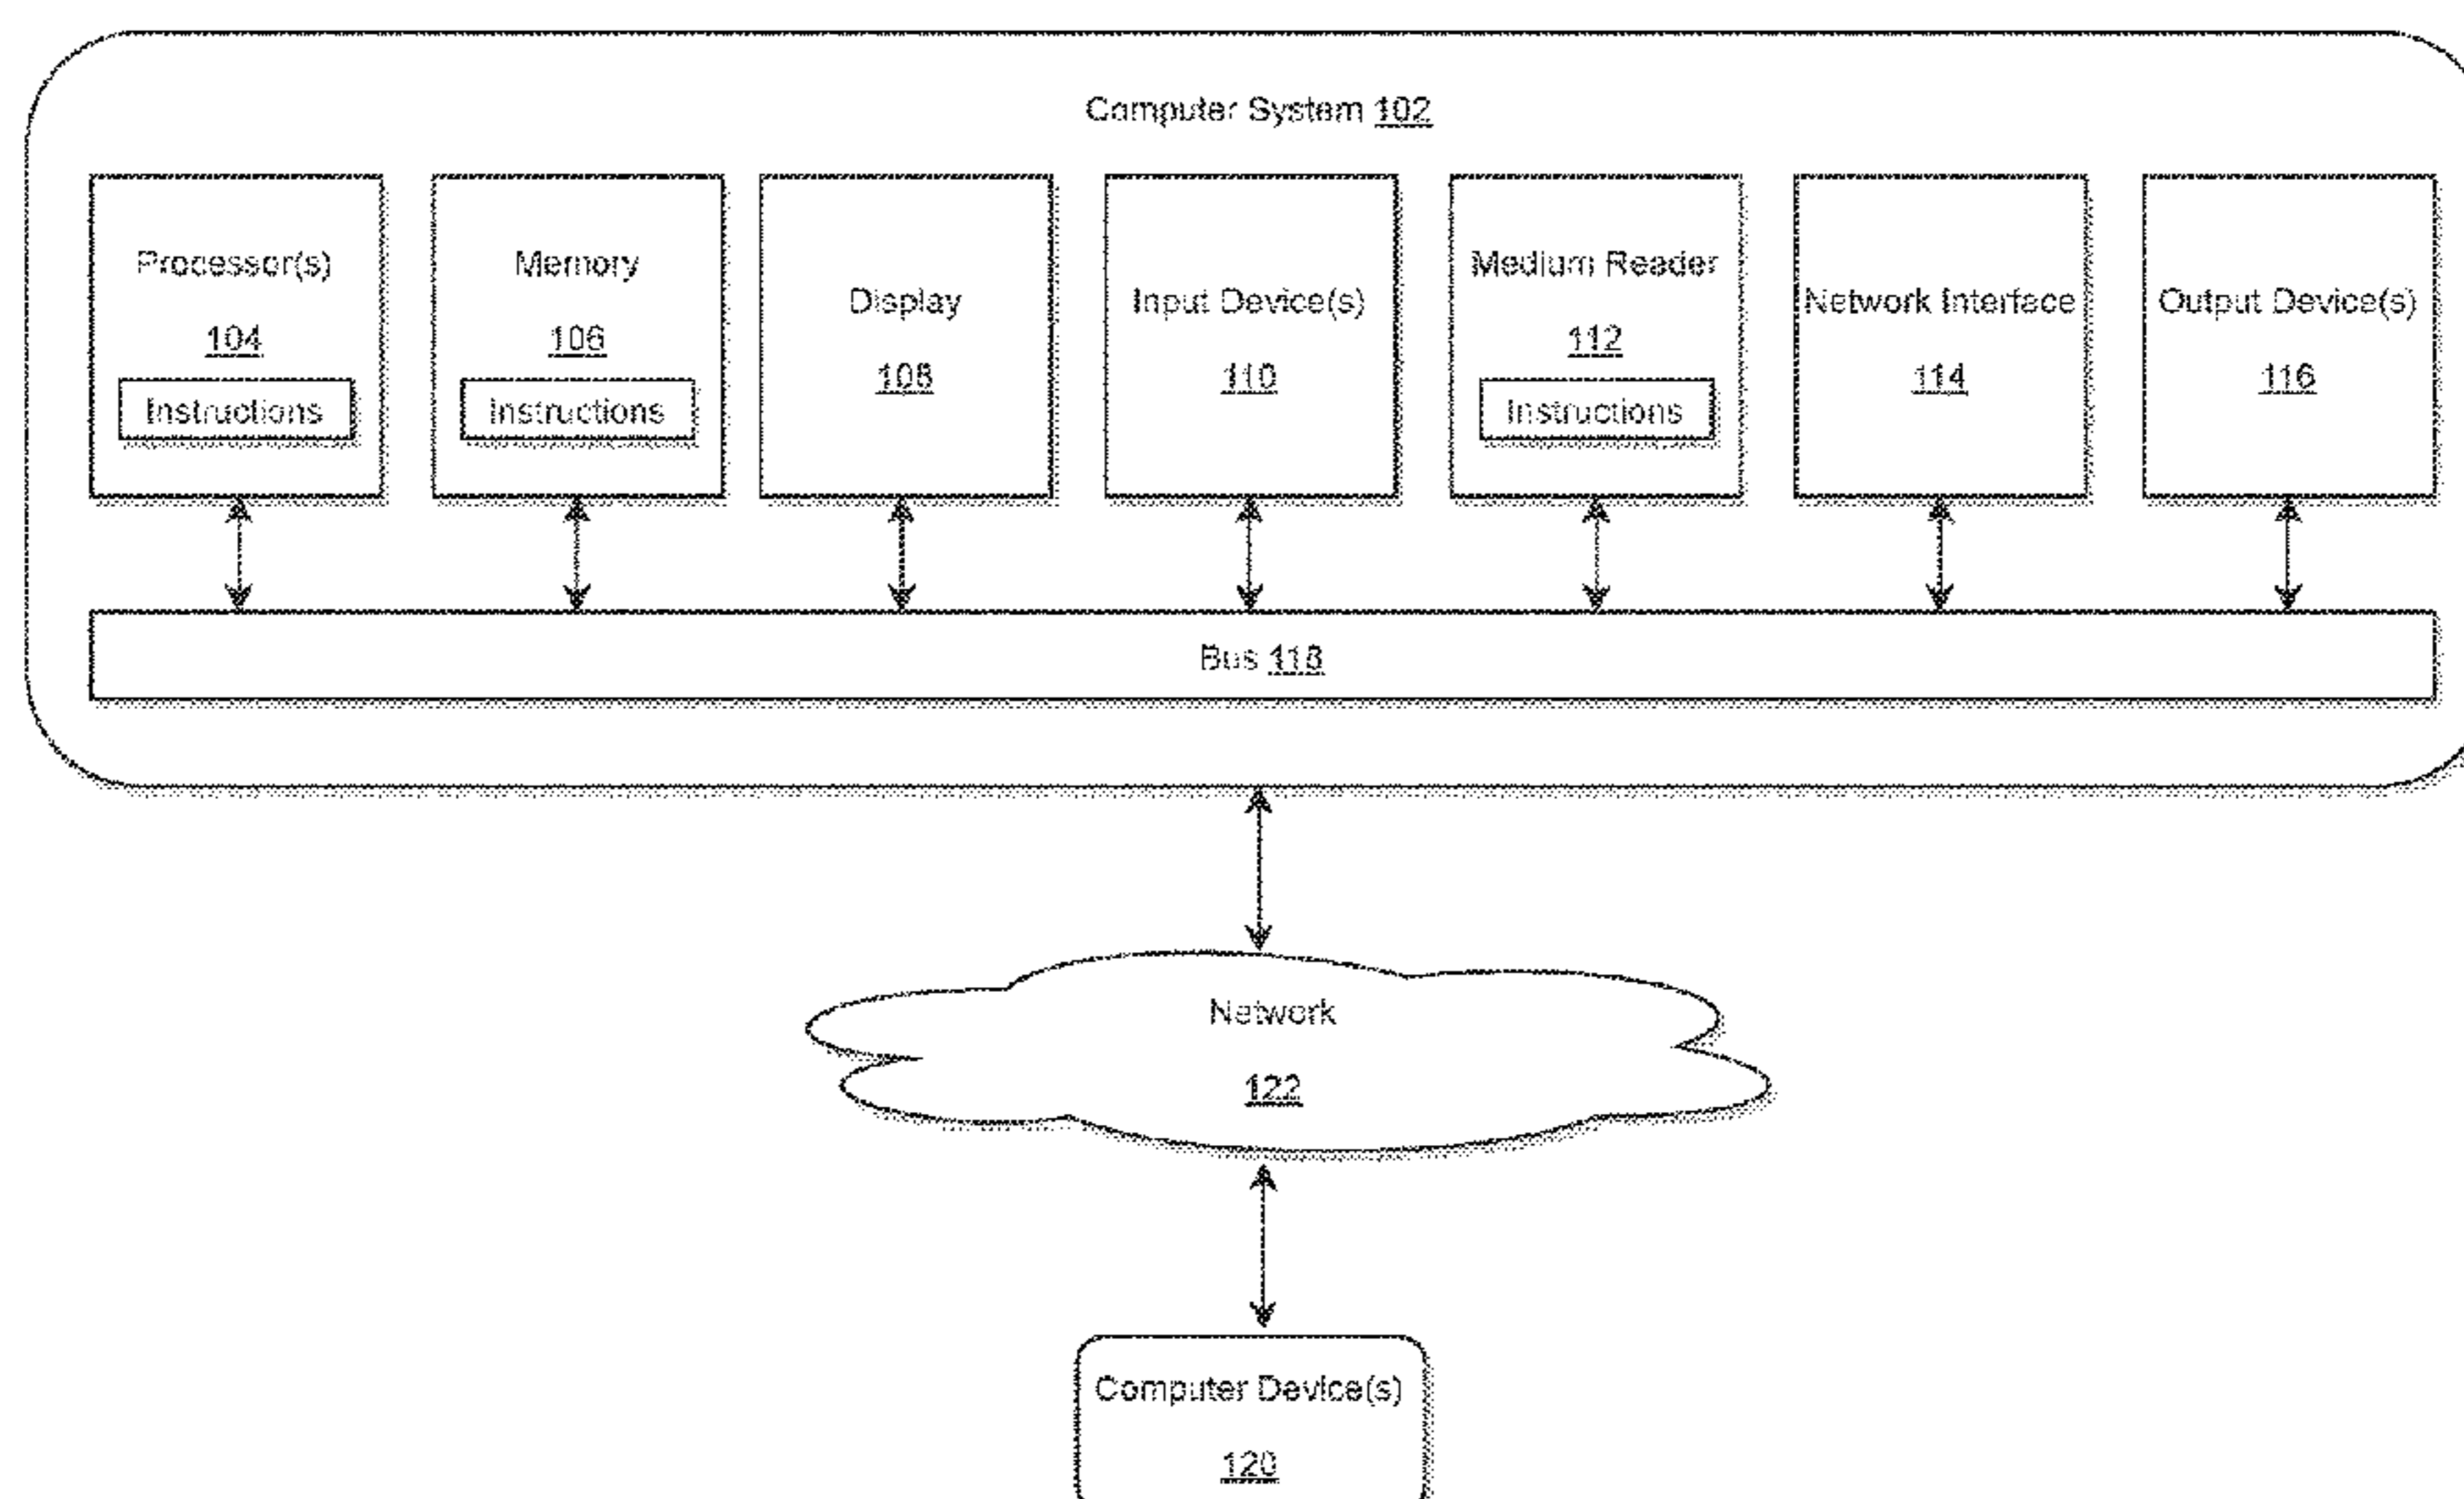 Computer System 102
Processor(s)
104
Instructions
Memory
106
Instructions
Display
108
Input Device(s)
110
Medium Reader
112
Instructions
Network Interface
114
Output Device(s)
116
Bus 118
Network
122
Computer Device(s)
120